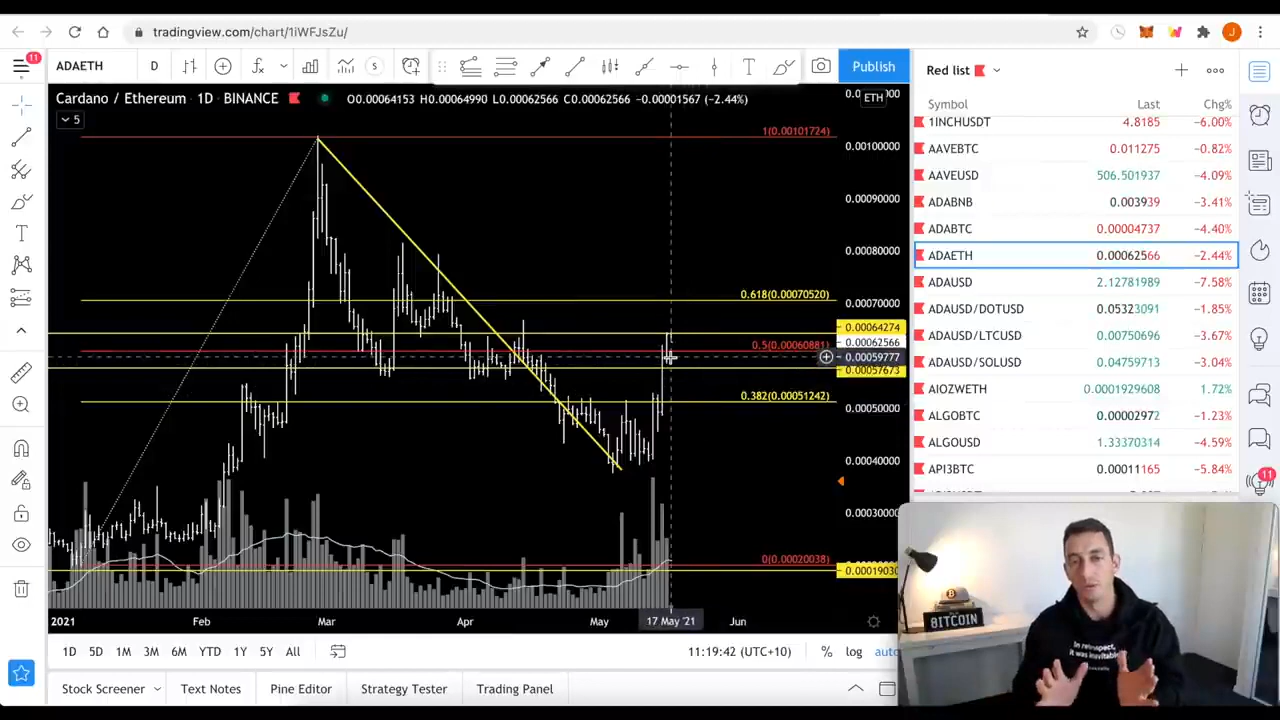 tradingview.com/chart/1iWFJsZu/
J
11
ADAETH
D
S
T
Publish
Red list
Cardano / Ethereum · 1D · BINANCE
O0.00064153 H0.00064990 L0.00062566 C0.00062566 −0.00001567 (−2.44%)
ETH
5
1(0.00101724)
0.618(0.00070520)
0.5(0.00060881)
0.382(0.00051242)
0(0.00020038)
0.00100000
0.00090000
0.00080000
0.00070000
0.00064274
0.00062566
0.00059777
0.00057673
0.00050000
0.00040000
0.00030000
0.00019030
2021
Feb
Mar
Apr
May
17 May '21
Jun
1D 5D 1M 3M 6M YTD 1Y 5Y All
11:19:42 (UTC+10)
% log auto
Stock Screener
Text Notes
Pine Editor
Strategy Tester
Trading Panel
Symbol Last Chg%
1INCHUSDT 4.8185 −6.00%
AAVEBTC 0.011275 −0.82%
AAVEUSD 506.501937 −4.09%
ADABNB 0.003939 −3.41%
ADABTC 0.00004737 −4.40%
ADAETH 0.00062566 −2.44%
ADAUSD 2.12781989 −7.58%
ADAUSD/DOTUSD 0.05323091 −1.85%
ADAUSD/LTCUSD 0.00750696 −3.67%
ADAUSD/SOLUSD 0.04759713 −3.04%
AIOZWETH 0.0001929608 1.72%
ALGOBTC 0.00002972 −1.23%
ALGOUSD 1.33370314 −4.59%
API3BTC 0.00011165 −5.84%
11
BITCOIN
In retrospect,
it was inevitable